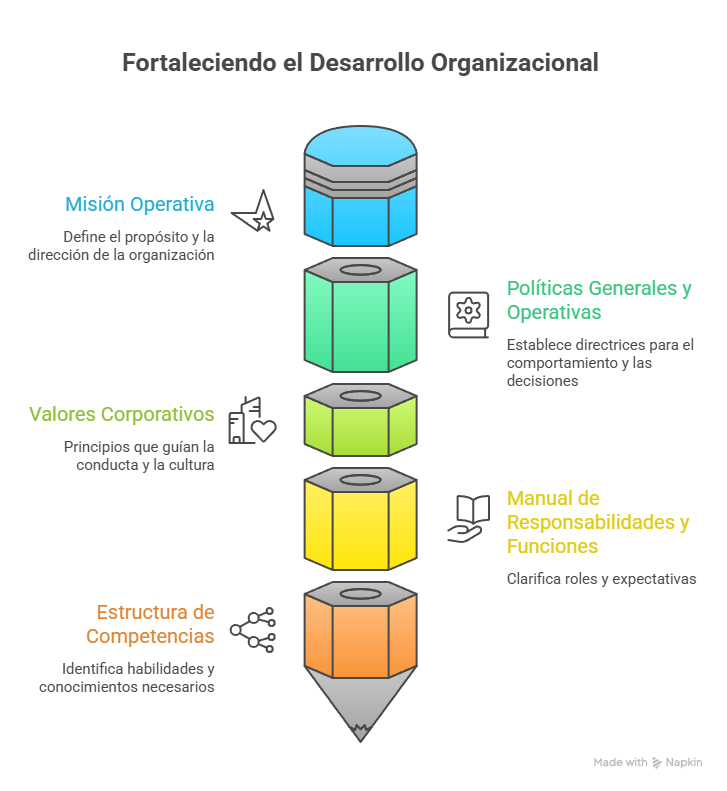 Fortaleciendo el Desarrollo Organizacional
Misión Operativa
Define el propósito y la
dirección de la organización
Políticas Generales y
Operativas
Establece directrices para el
comportamiento y las
decisiones
Valores Corporativos
Principios que guían la
conducta y la cultura
Manual de
Responsabilidades y
Funciones
Clarifica roles y expectativas
Estructura de
Competencias
Identifica habilidades y
conocimientos necesarios
Made with Napkin